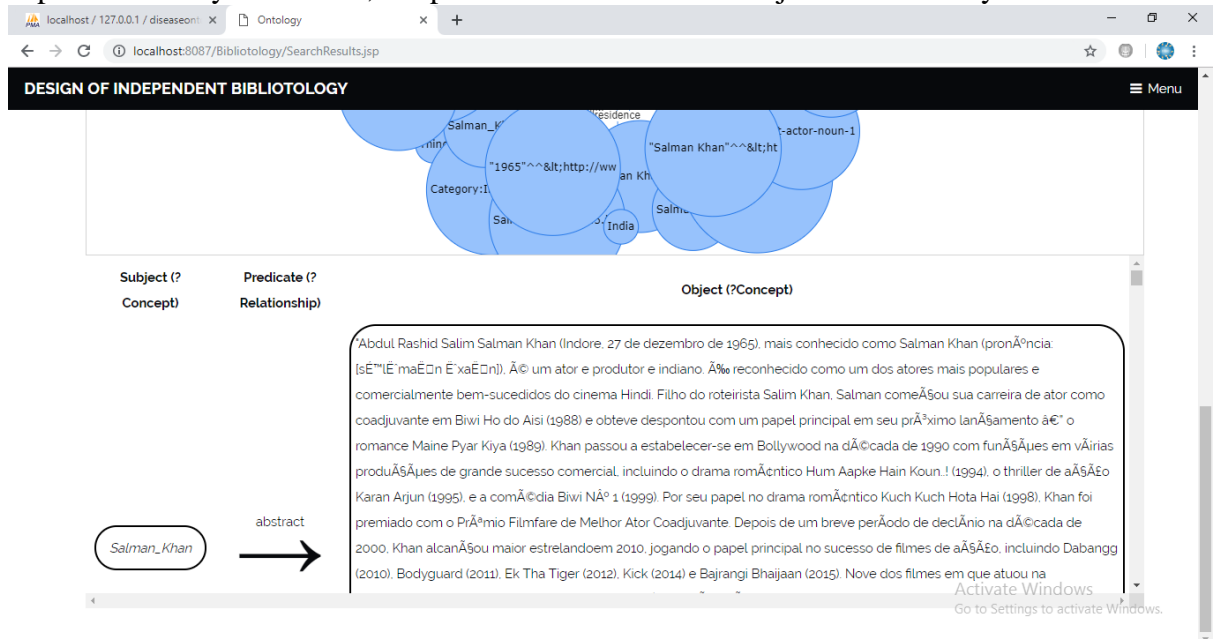 localhost / 127.0.0.1 / diseaseont
Ontology
localhost:8087/Bibliotology/SearchResults.jsp
DESIGN OF INDEPENDENT BIBLIOTOLOGY
Menu
residence
Salman_K
-actor-noun-1
"Salman Khan"^^&lt;ht
"1965"^^&lt;http://ww
an Kh
Category:I
India
Subject (?
Concept)
Predicate (?
Relationship)
Object (?Concept)
"Abdul Rashid Salim Salman Khan (Indore, 27 de dezembro de 1965), mais conhecido como Salman Khan (pronÃºncia:
[sÉ™lËˈmaË□n ËˈxaË□n]), Ã© um ator e produtor e indiano. Ã‰ reconhecido como um dos atores mais populares e
comercialmente bem-sucedidos do cinema Hindi. Filho do roteirista Salim Khan, Salman comeÃ§ou sua carreira de ator como
coadjuvante em Biwi Ho do Aisi (1988) e obteve despontou com um papel principal em seu prÃ³ximo lanÃ§amento â€" o
romance Maine Pyar Kiya (1989). Khan passou a estabelecer-se em Bollywood na dÃ©cada de 1990 com funÃ§Ãµes em vÃ¡rias
produÃ§Ãµes de grande sucesso comercial, incluindo o drama romÃ¢ntico Hum Aapke Hain Koun..! (1994), o thriller de aÃ§Ã£o
Karan Arjun (1995), e a comÃ©dia Biwi NÂº 1 (1999). Por seu papel no drama romÃ¢ntico Kuch Kuch Hota Hai (1998), Khan foi
premiado com o PrÃªmio Filmfare de Melhor Ator Coadjuvante. Depois de um breve perÃ­odo de declÃ­nio na dÃ©cada de
2000, Khan alcanÃ§ou maior estrelandoem 2010, jogando o papel principal no sucesso de filmes de aÃ§Ã£o, incluindo Dabangg
(2010), Bodyguard (2011), Ek Tha Tiger (2012), Kick (2014) e Bajrangi Bhaijaan (2015). Nove dos filmes em que atuou na
abstract
Salman_Khan
Activate Windows
Go to Settings to activate Windows.